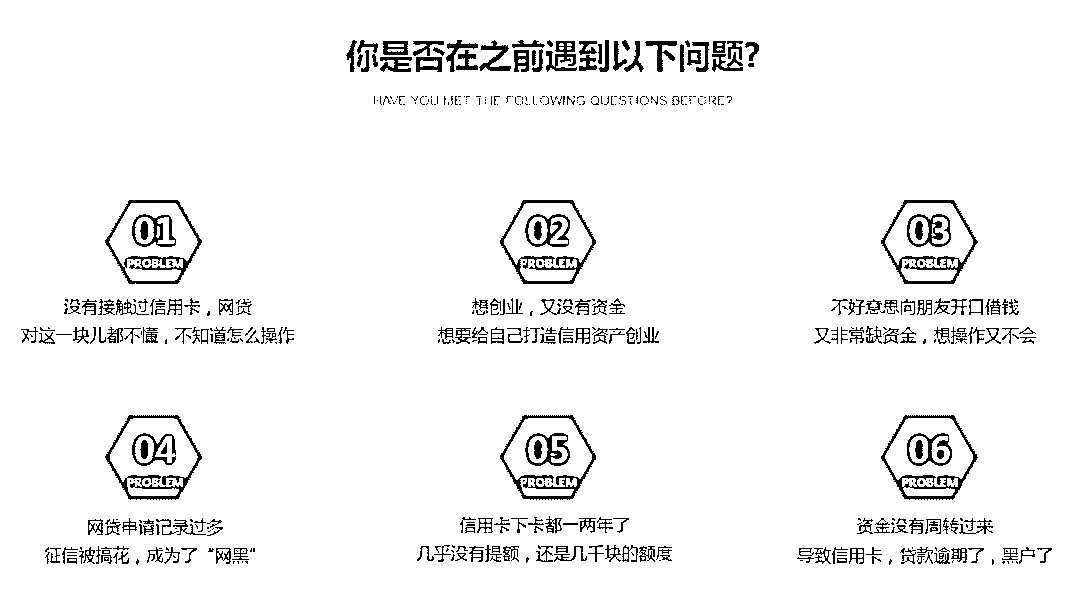 你是否在之前遇到以下问题?
HAVE YOU MET THE FOLLOWING QUESTIONS BEFORE?
01
PROBLEM
没有接触过信用卡，网贷
对这一块儿都不懂，不知道怎么操作
02
PROBLEM
想创业，又没有资金
想要给自己打造信用资产创业
03
PROBLEM
不好意思向朋友开口借钱
又非常缺资金，想操作又不会
04
PROBLEM
网贷申请记录过多
征信被搞花，成为了“网黑”
05
PROBLEM
信用卡下卡都一两年了
几乎没有提额，还是几千块的额度
06
PROBLEM
资金没有周转过来
导致信用卡，贷款逾期了，黑户了